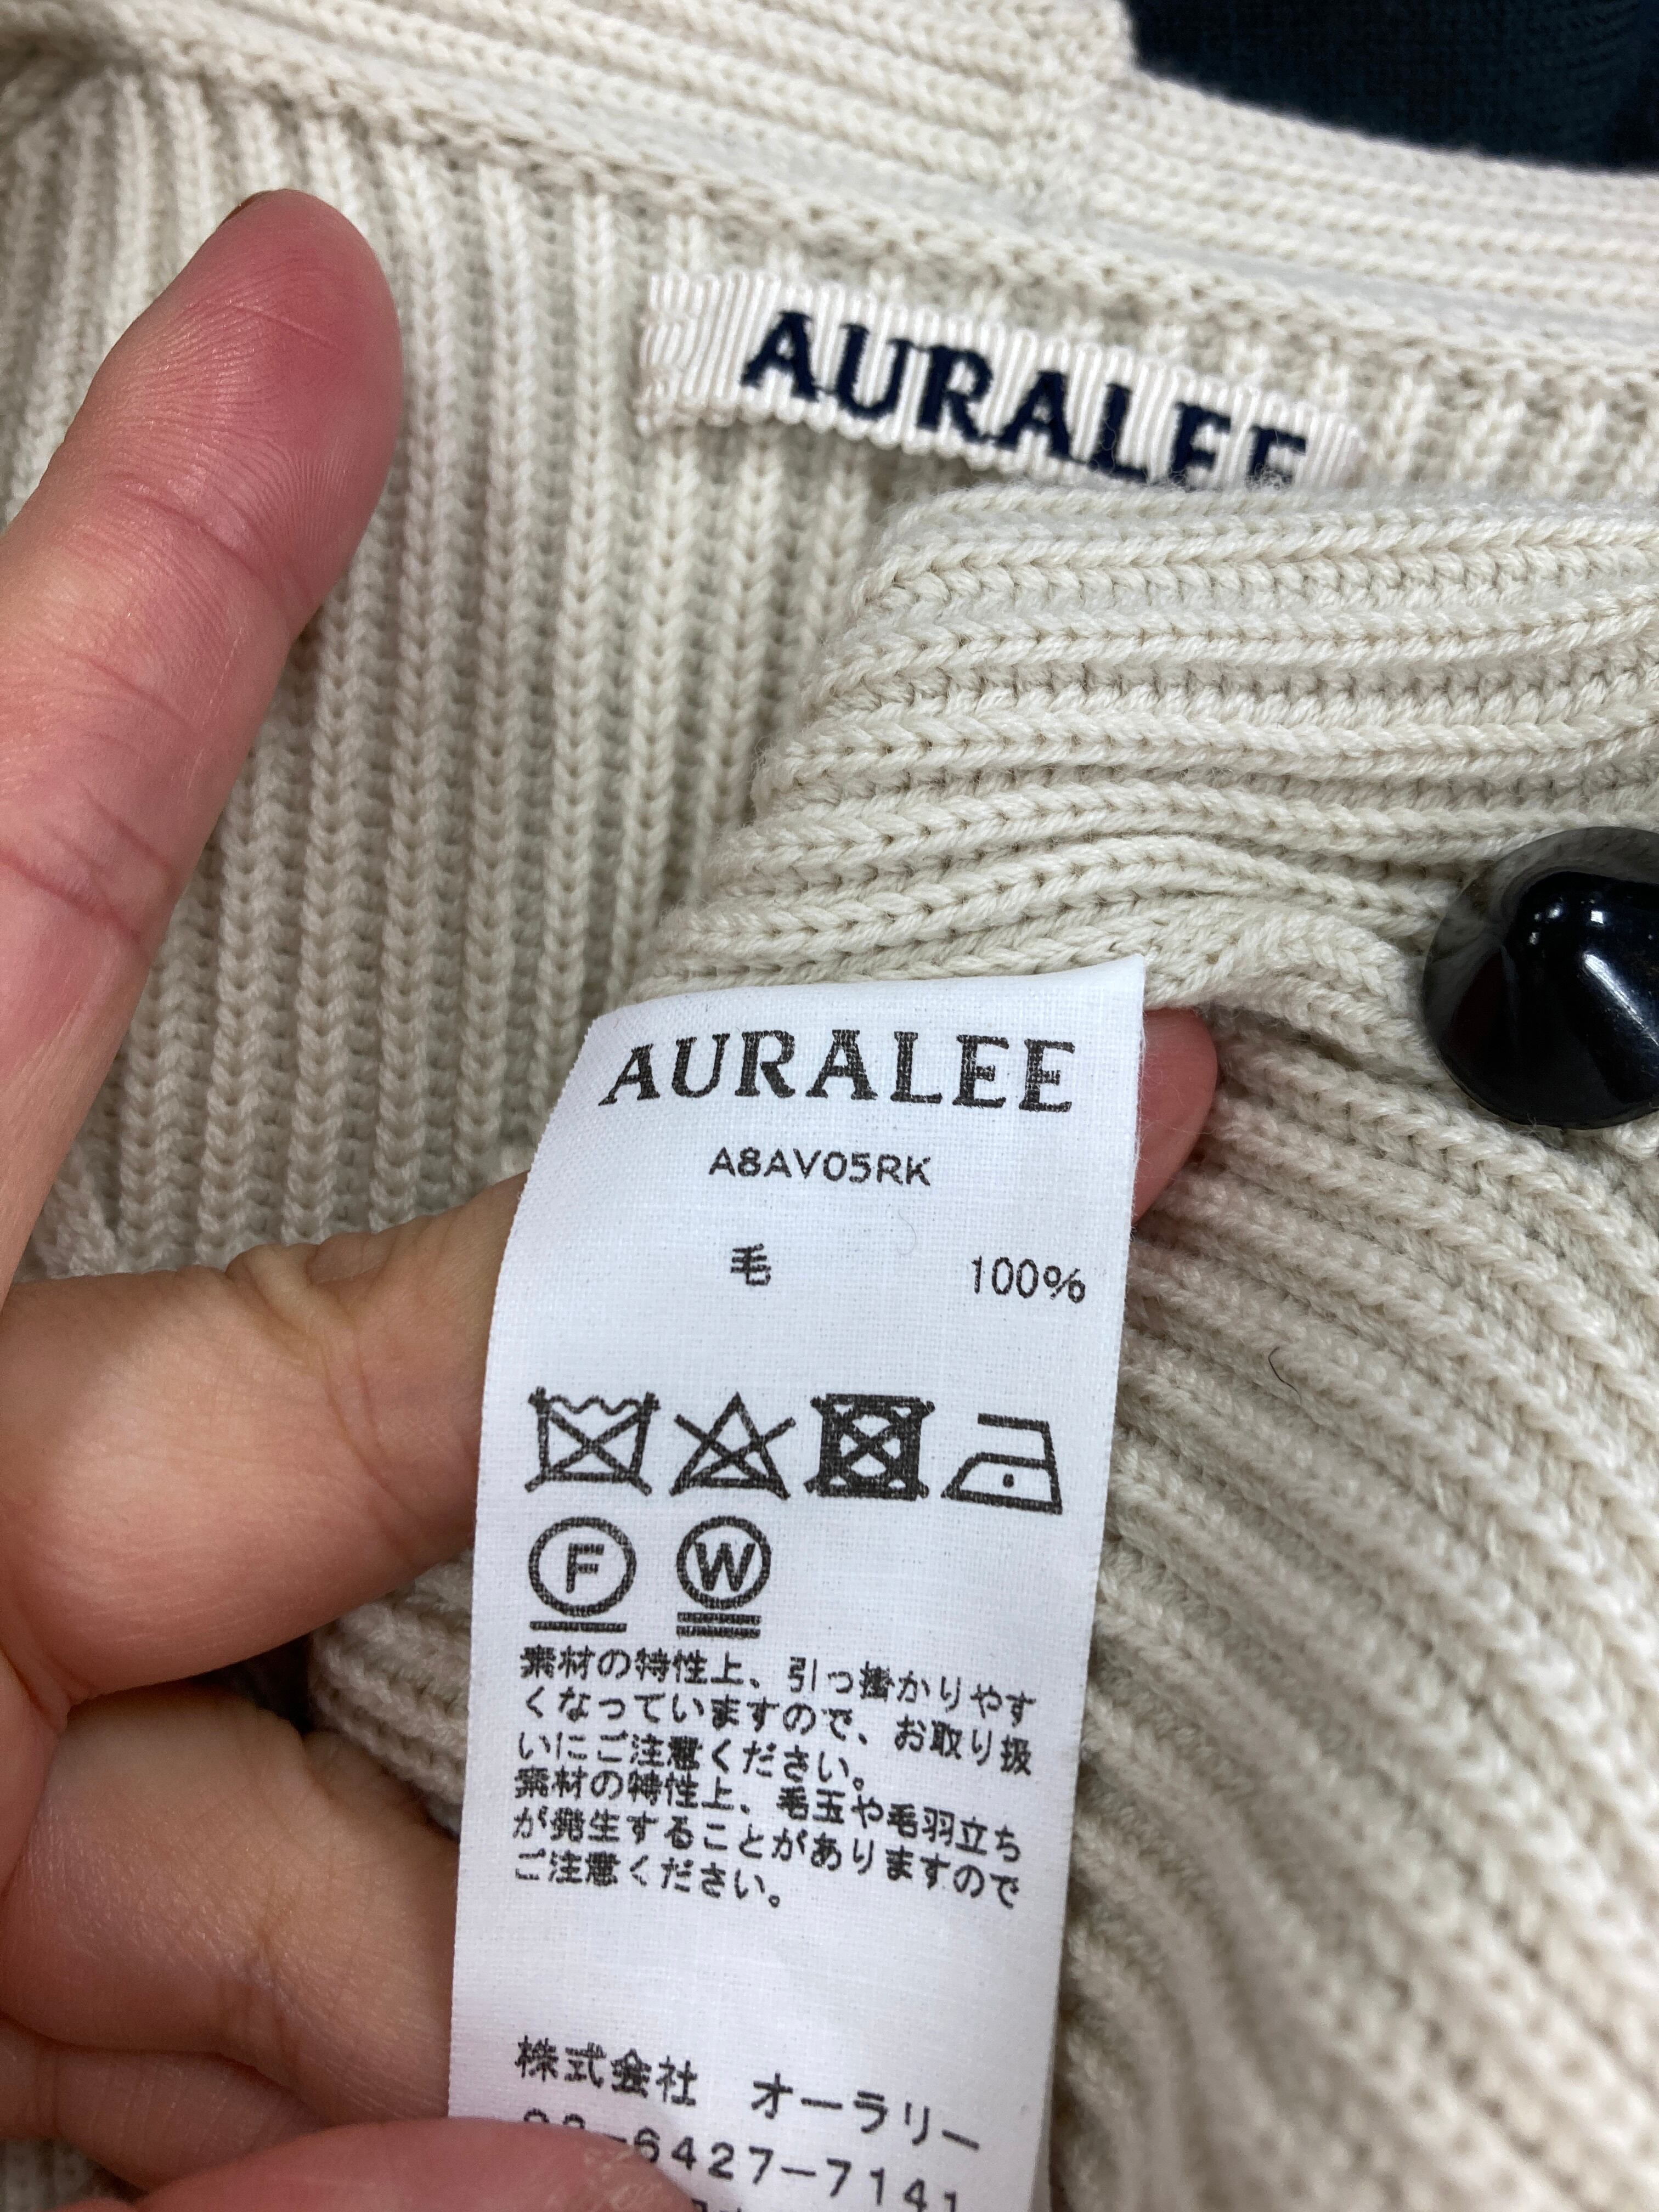 AURALEE
AURALEE
A8AV05RK
毛 100%
F W
素材の特性上、引っ掛かりやす
くなっていますので、お取り扱
いにご注意ください。
素材の特性上、毛玉や毛羽立ち
が発生することがありますので
ご注意ください。
株式会社 オーラリー
-6427-7141